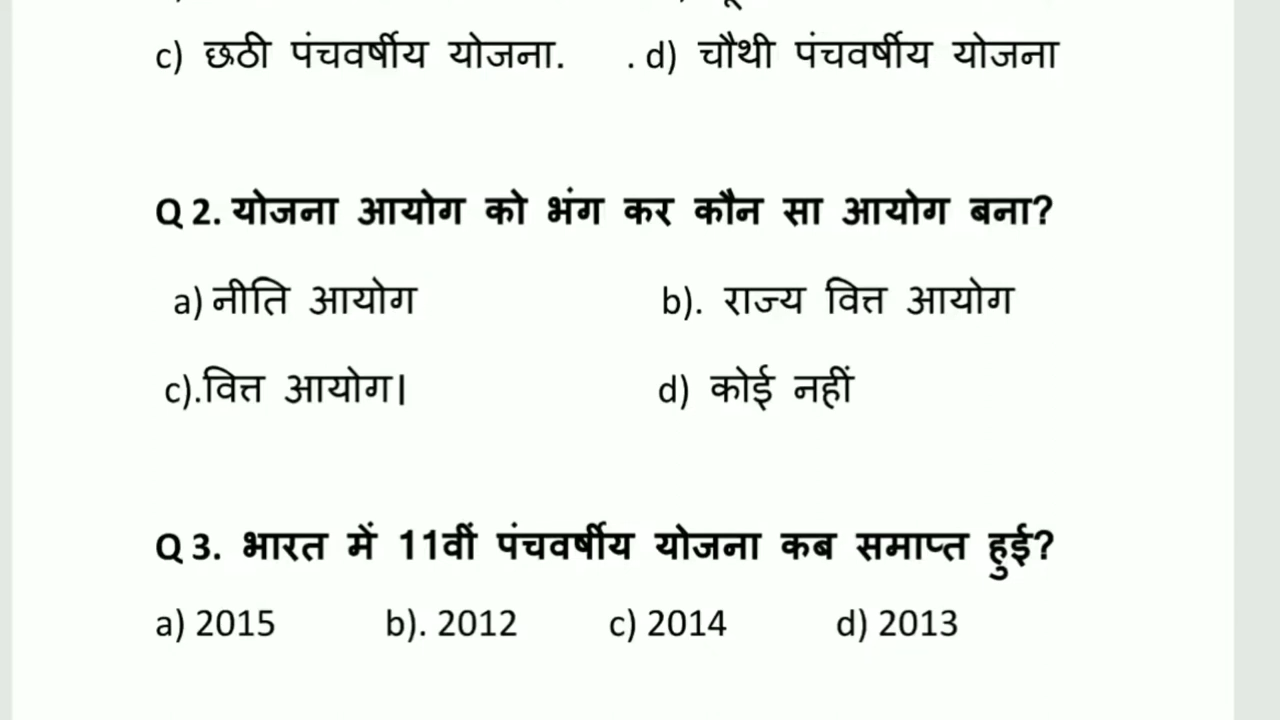 c) छठी पंचवर्षीय योजना. . d) चौथी पंचवर्षीय योजना
Q 2. योजना आयोग को भंग कर कौन सा आयोग बना?
a) नीति आयोग b). राज्य वित्त आयोग
c).वित्त आयोग| d) कोई नहीं
Q 3. भारत में 11वीं पंचवर्षीय योजना कब समाप्त हुई?
a) 2015 b). 2012 c) 2014 d) 2013